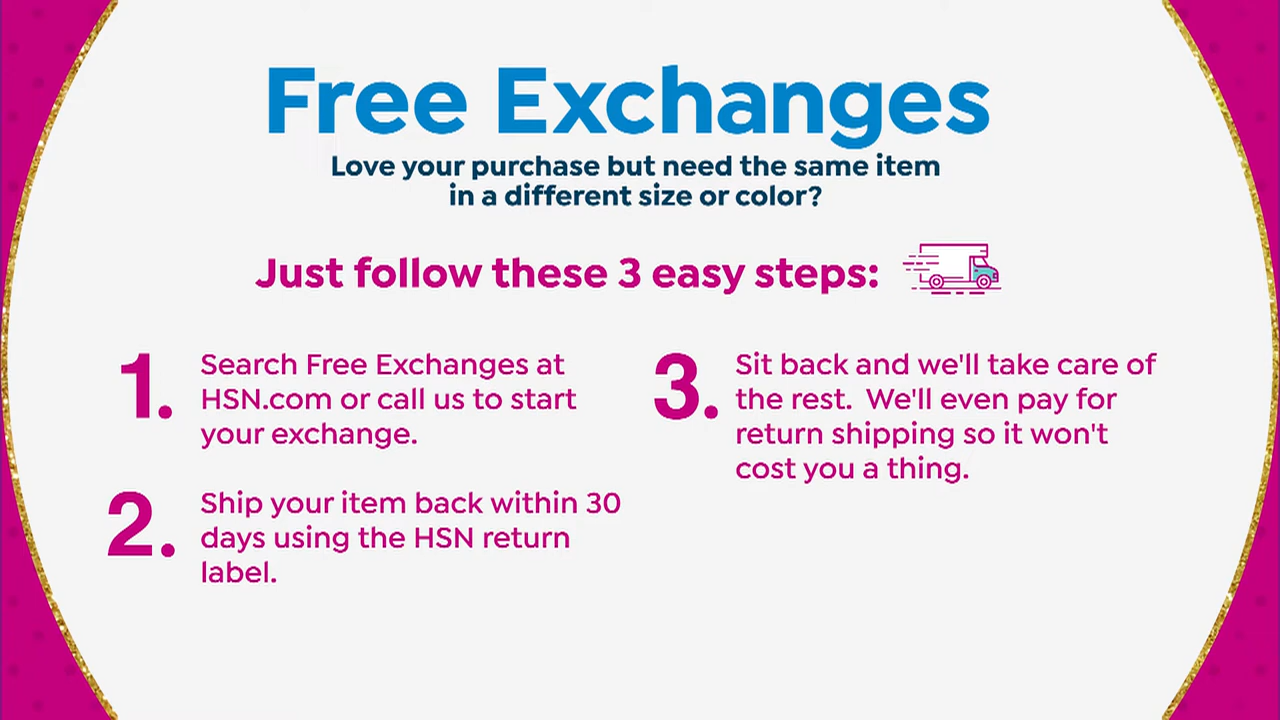 Free Exchanges
Love your purchase but need the same item
in a different size or color?
Just follow these 3 easy steps:
1. Search Free Exchanges at
HSN.com or call us to start
your exchange.
2. Ship your item back within 30
days using the HSN return
label.
3. Sit back and we'll take care of
the rest.  We'll even pay for
return shipping so it won't
cost you a thing.